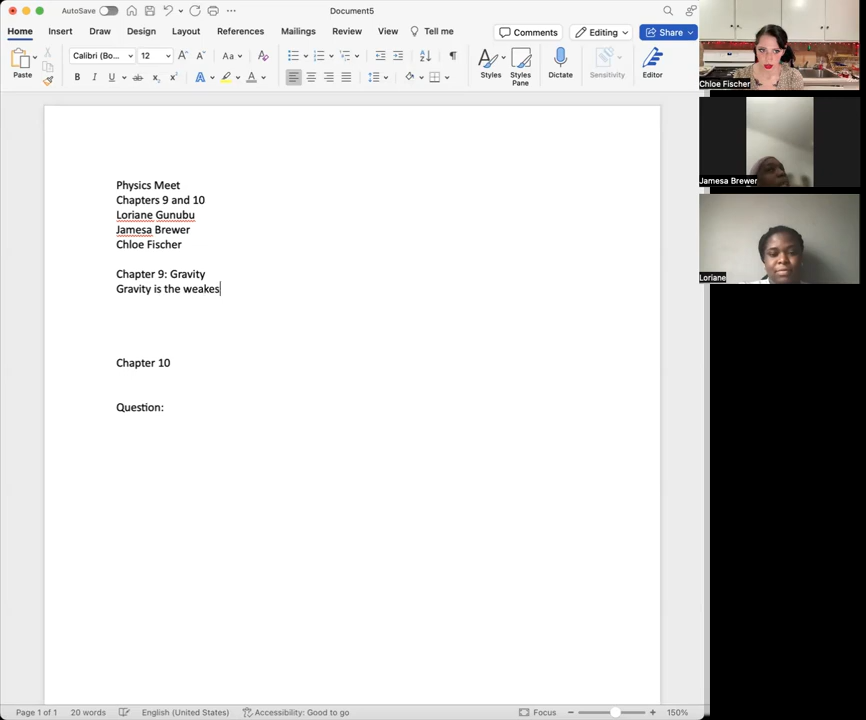 AutoSave
Document5
Home Insert Draw Design Layout References Mailings Review View Tell me
Comments Editing Share
Calibri (Bo... 12
Paste
Styles Styles Pane Dictate Sensitivity Editor
Physics Meet
Chapters 9 and 10
Loriane Gunubu
Jamesa Brewer
Chloe Fischer
Chapter 9: Gravity
Gravity is the weakes
Chapter 10
Question:
Page 1 of 1 20 words English (United States) Accessibility: Good to go Focus 150%
Chloe Fischer
Jamesa Brewer
Loriane